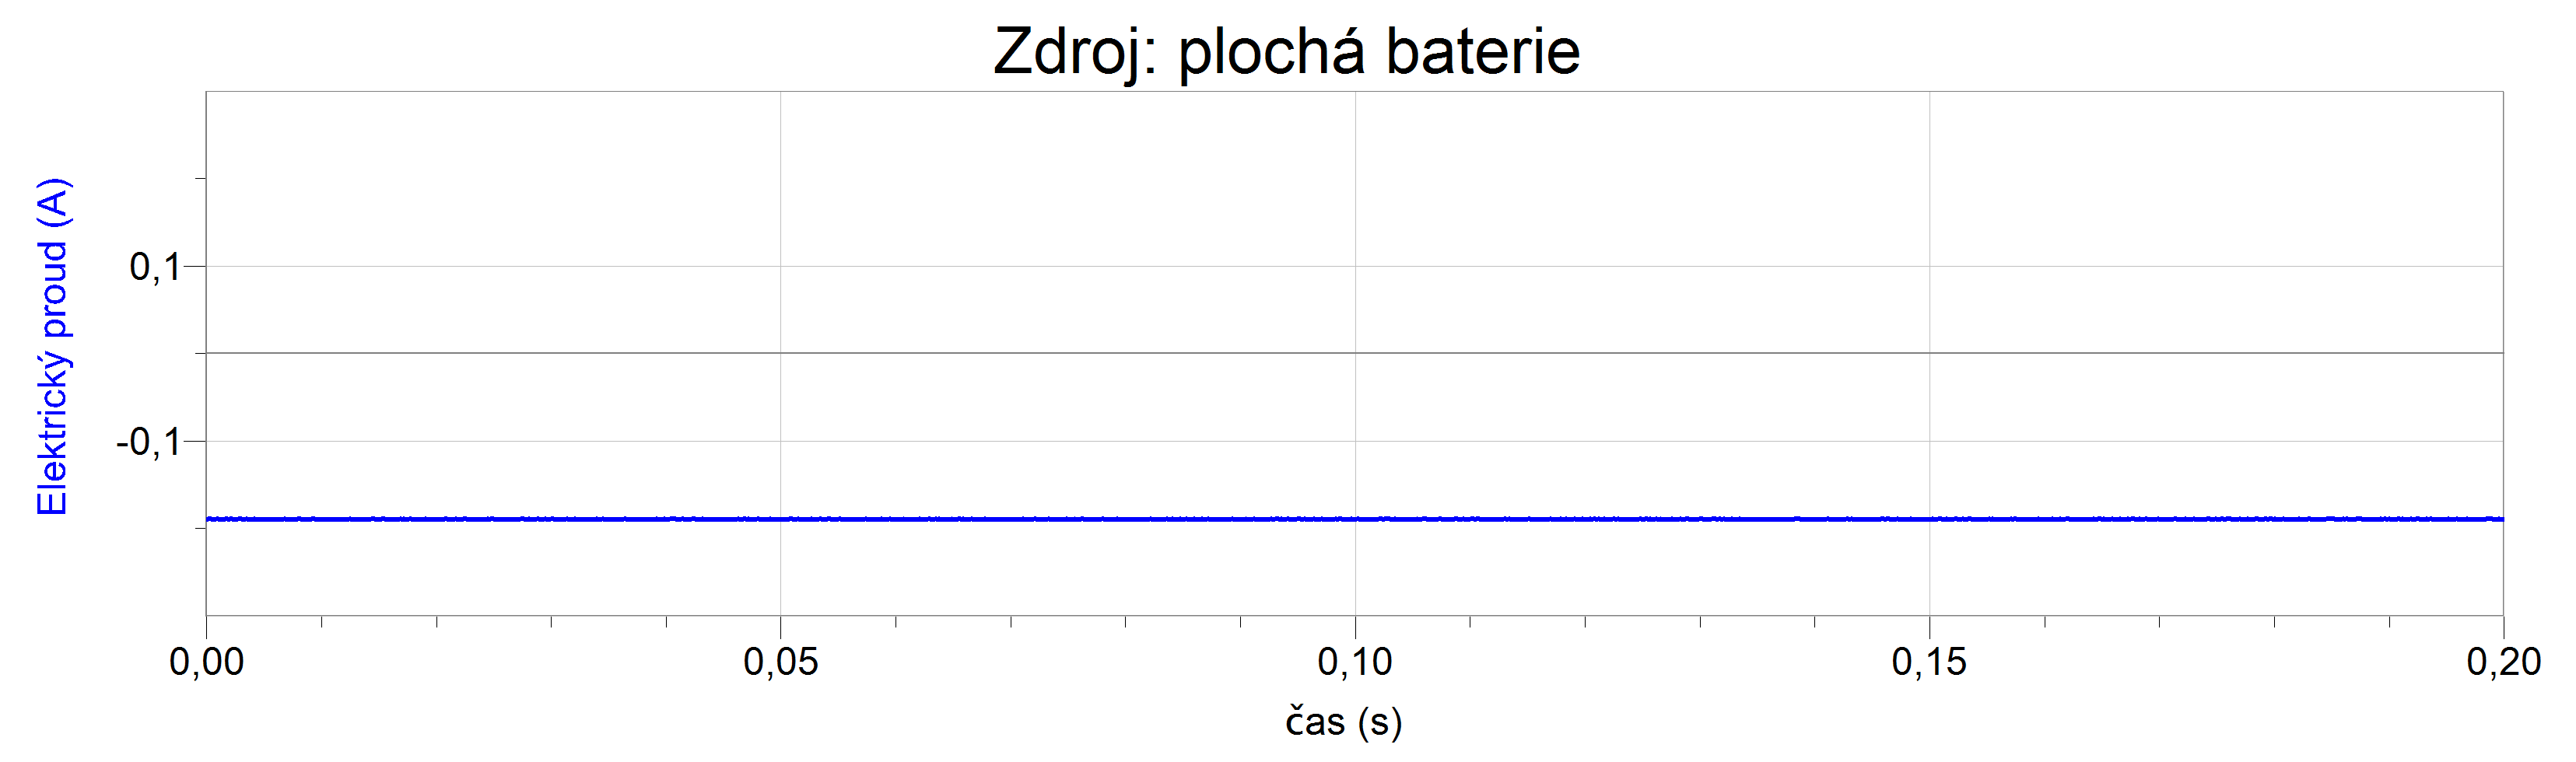 Zdroj: plochá baterie
Elektrický proud (A)
0,1
-0,1
0,00 0,05 0,10 0,15 0,20
čas (s)